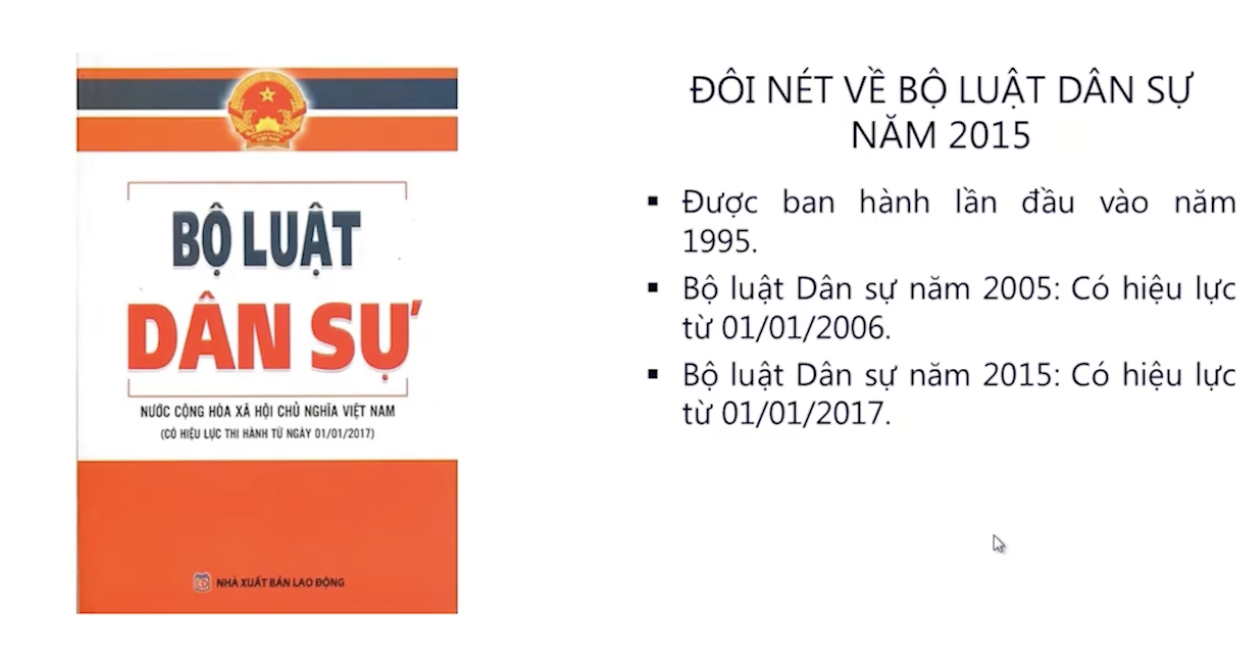 BỘ LUẬT
DÂN SỰ
NƯỚC CỘNG HÒA XÃ HỘI CHỦ NGHĨA VIỆT NAM
(CÓ HIỆU LỰC THI HÀNH TỪ NGÀY 01/01/2017)
NHÀ XUẤT BẢN LAO ĐỘNG
ĐÔI NÉT VỀ BỘ LUẬT DÂN SỰ
NĂM 2015
▪ Được ban hành lần đầu vào năm
1995.
▪ Bộ luật Dân sự năm 2005: Có hiệu lực
từ 01/01/2006.
▪ Bộ luật Dân sự năm 2015: Có hiệu lực
từ 01/01/2017.